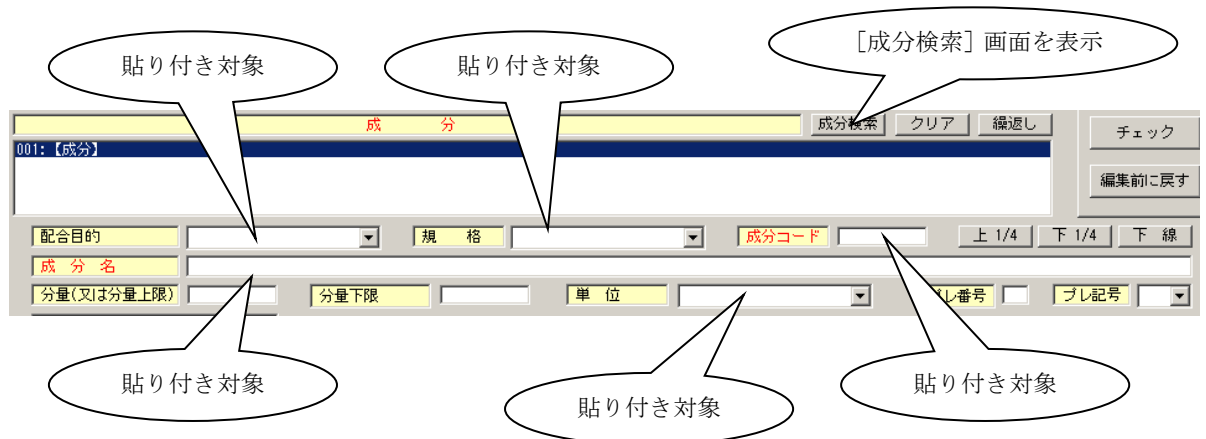 貼り付き対象
貼り付き対象
[成分検索] 画面を表示
成 分
成分検索
クリア
繰返し
チェック
001:【成分】
編集前に戻す
配合目的
規 格
成分コード
上 1/4
下 1/4
下 線
成 分 名
分量(又は分量上限)
分量下限
単 位
プレ記号
貼り付き対象
貼り付き対象
貼り付き対象